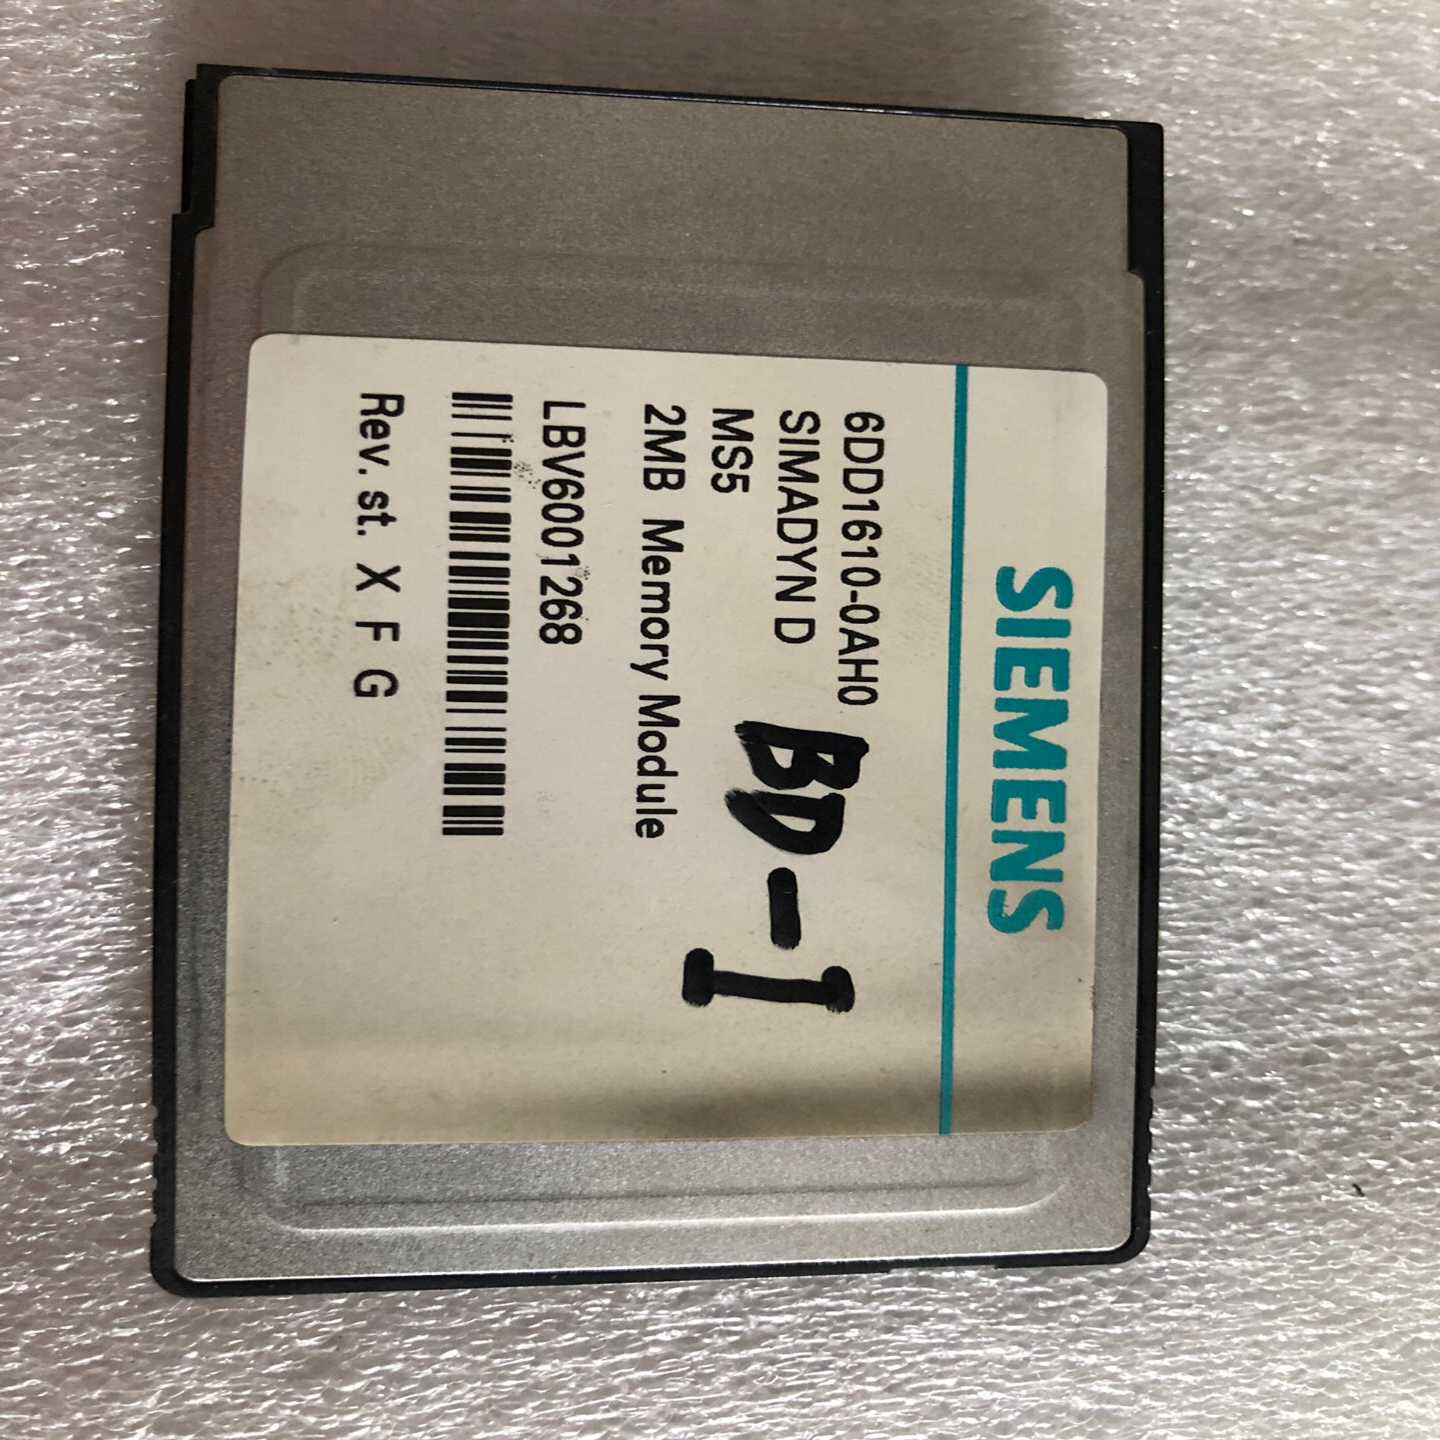 SIEMENS
6DD1610-0AH0
SIMADYN D
MS5
BD-I
2MB Memory Module
LBV6001268
Rev. st. X F G